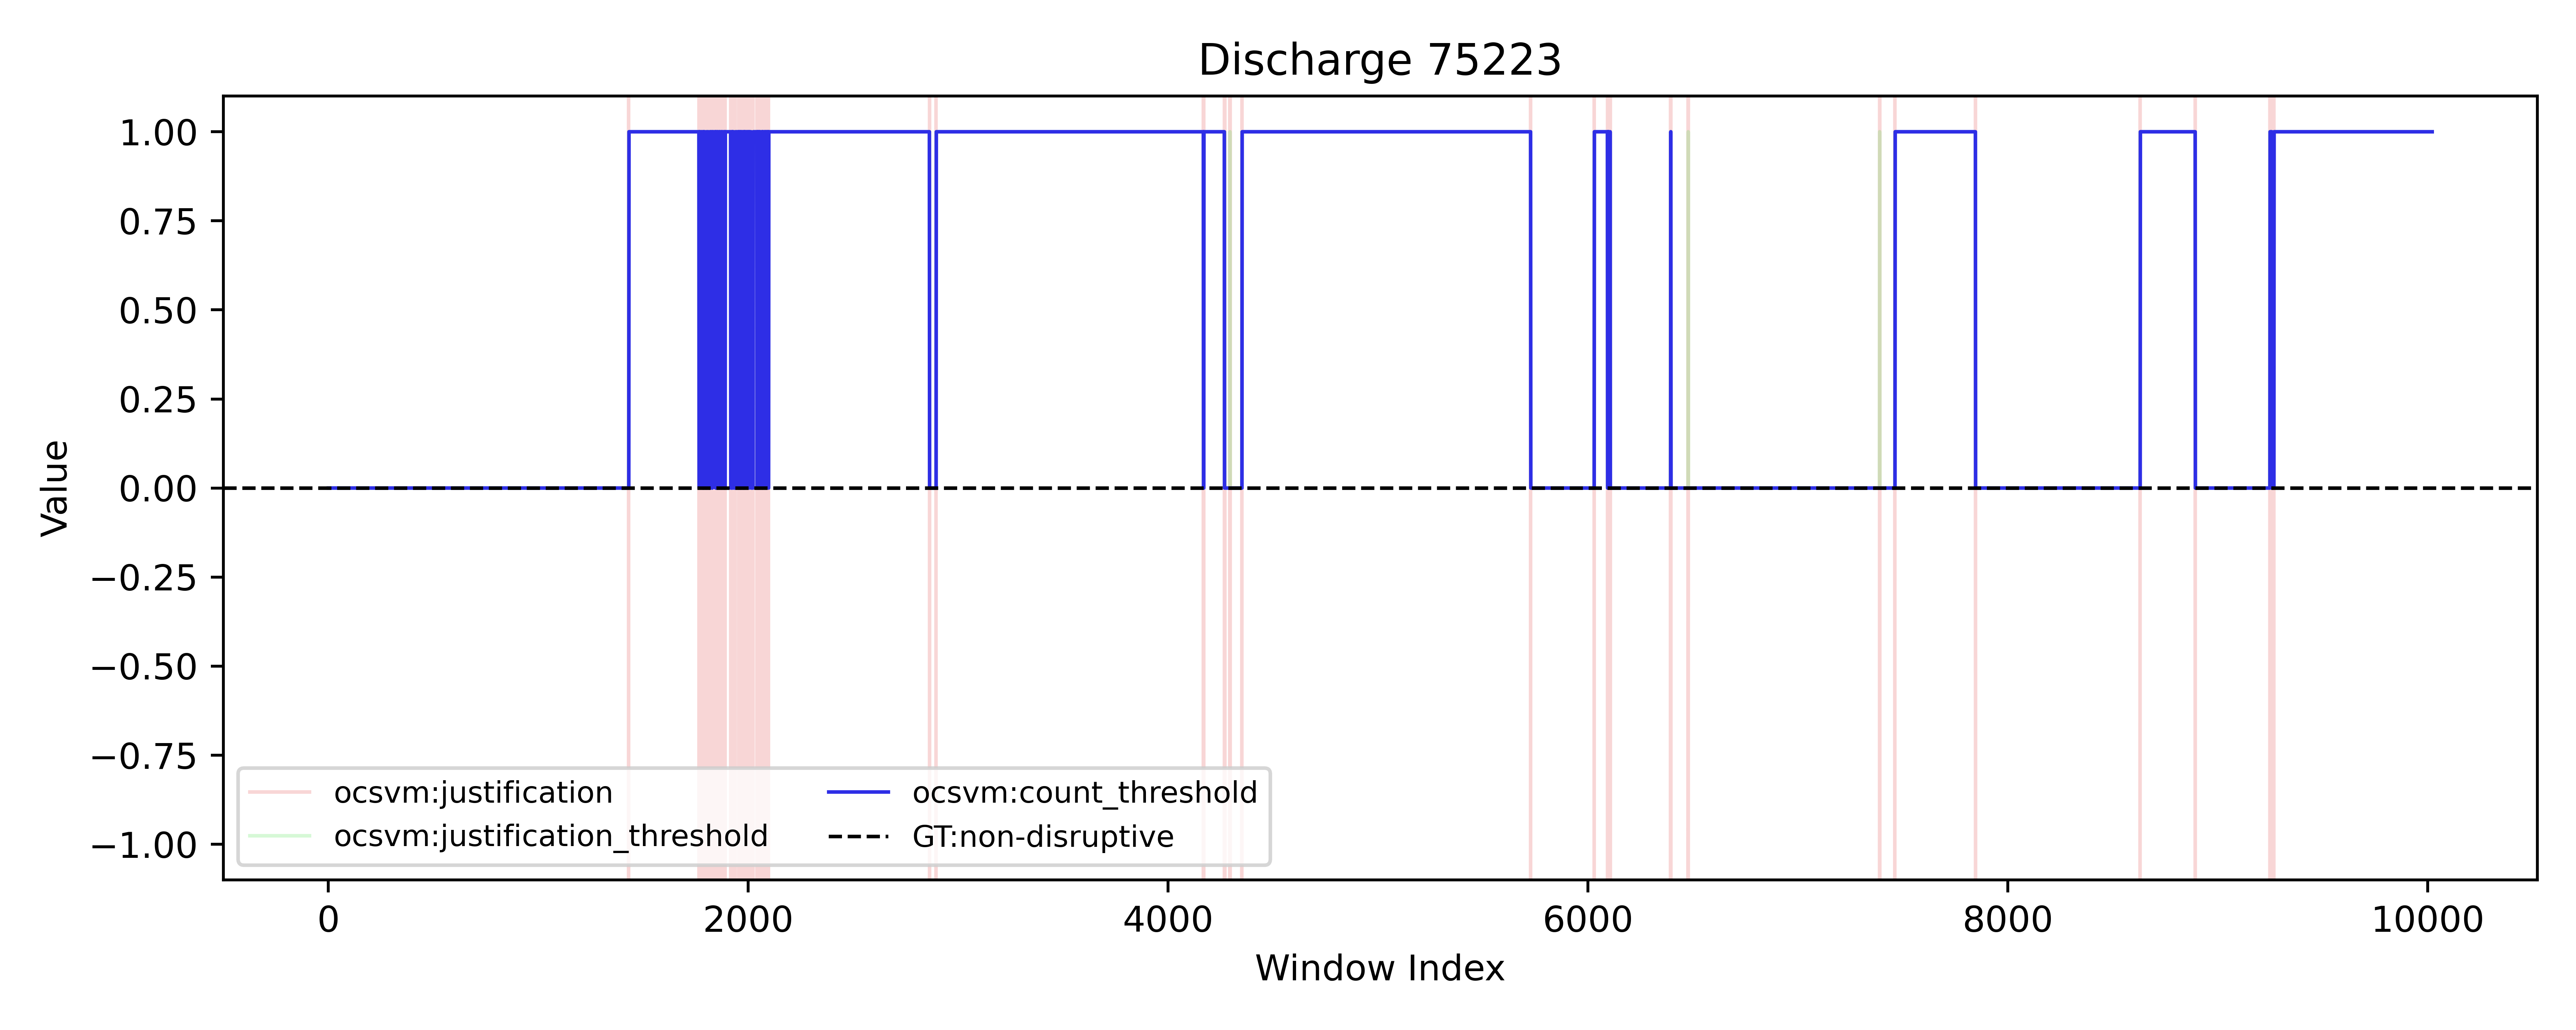 Discharge 75223
1.00
0.75
0.50
0.25
0.00
−0.25
−0.50
−0.75
−1.00
Value
ocsvm:justification
ocsvm:justification_threshold
ocsvm:count_threshold
GT:non-disruptive
0 2000 4000 6000 8000 10000
Window Index